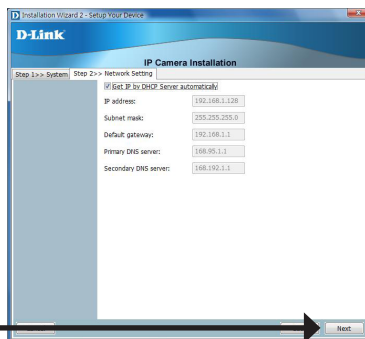 Installation Wizard 2 - Setup Your Device
D-Link
IP Camera Installation
Step 1>> System Step 2>> Network Setting
Get IP by DHCP Server automatically
IP address: 192.168.1.128
Subnet mask: 255.255.255.0
Default gateway: 192.168.1.1
Primary DNS server: 168.95.1.1
Secondary DNS server: 168.192.1.1
Next